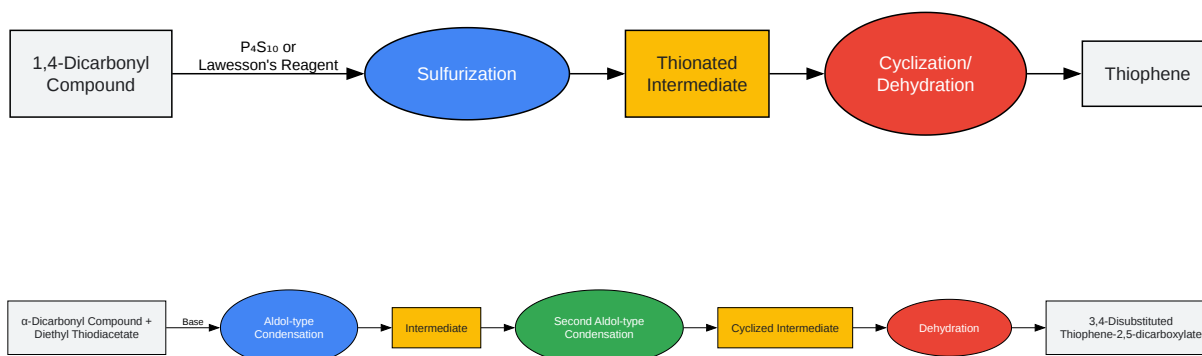 1,4-Dicarbonyl
Compound
P₄S₁₀ or
Lawesson's Reagent
Sulfurization
Thionated
Intermediate
Cyclization/
Dehydration
Thiophene
α-Dicarbonyl Compound +
Diethyl Thiodiacetate
Base
Aldol-type
Condensation
Intermediate
Second Aldol-type
Condensation
Cyclized Intermediate
Dehydration
3,4-Disubstituted
Thiophene-2,5-dicarboxylate